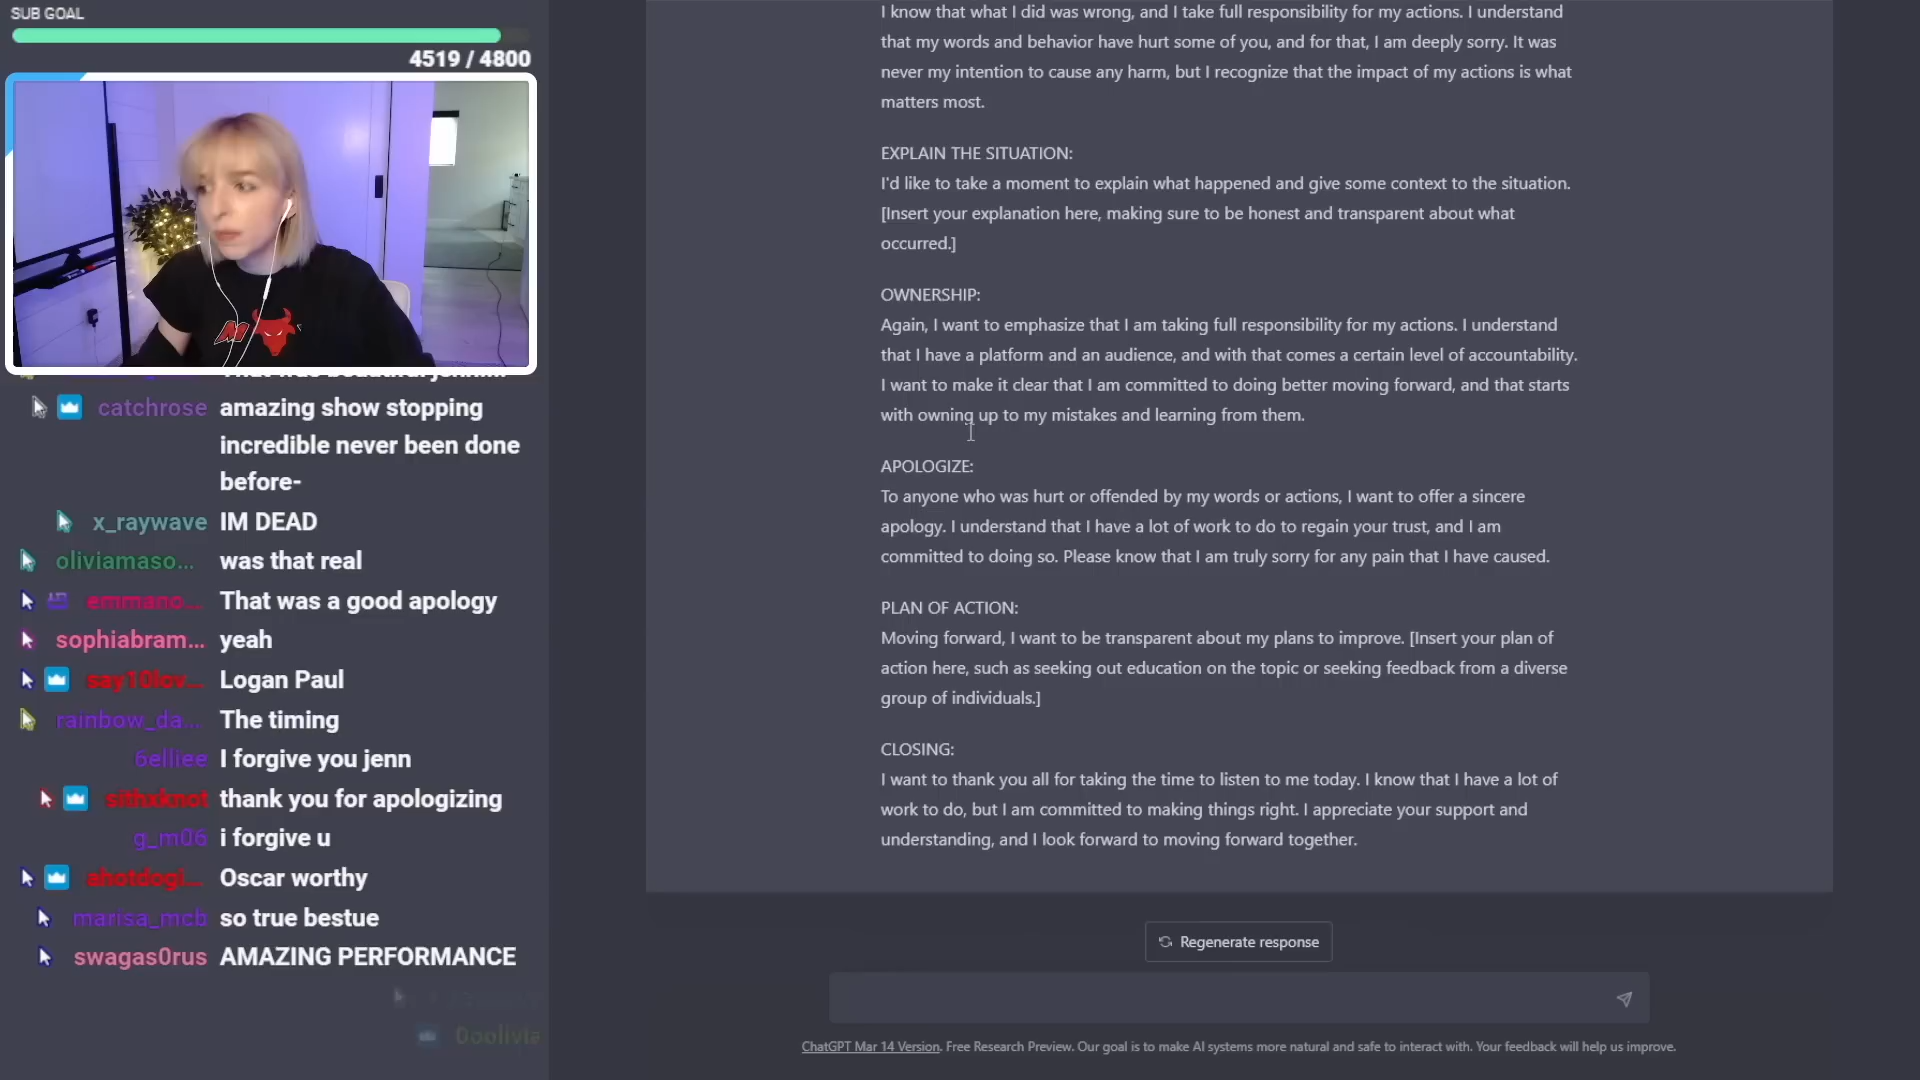 SUB GOAL
4519 / 4800
catchrose amazing show stopping
incredible never been done
before-
x_raywave IM DEAD
oliviamaso... was that real
emmano... That was a good apology
sophiabram... yeah
say10lov... Logan Paul
rainbow_da... The timing
6elliee I forgive you jenn
sithxknot thank you for apologizing
g_m06 i forgive u
ahotdogi... Oscar worthy
marisa_mcb so true bestue
swagas0rus AMAZING PERFORMANCE
I know that what I did was wrong, and I take full responsibility for my actions. I understand
that my words and behavior have hurt some of you, and for that, I am deeply sorry. It was
never my intention to cause any harm, but I recognize that the impact of my actions is what
matters most.
EXPLAIN THE SITUATION:
I'd like to take a moment to explain what happened and give some context to the situation.
[Insert your explanation here, making sure to be honest and transparent about what
occurred.]
OWNERSHIP:
Again, I want to emphasize that I am taking full responsibility for my actions. I understand
that I have a platform and an audience, and with that comes a certain level of accountability.
I want to make it clear that I am committed to doing better moving forward, and that starts
with owning up to my mistakes and learning from them.
APOLOGIZE:
To anyone who was hurt or offended by my words or actions, I want to offer a sincere
apology. I understand that I have a lot of work to do to regain your trust, and I am
committed to doing so. Please know that I am truly sorry for any pain that I have caused.
PLAN OF ACTION:
Moving forward, I want to be transparent about my plans to improve. [Insert your plan of
action here, such as seeking out education on the topic or seeking feedback from a diverse
group of individuals.]
CLOSING:
I want to thank you all for taking the time to listen to me today. I know that I have a lot of
work to do, but I am committed to making things right. I appreciate your support and
understanding, and I look forward to moving forward together.
Regenerate response
ChatGPT Mar 14 Version. Free Research Preview. Our goal is to make AI systems more natural and safe to interact with. Your feedback will help us improve.